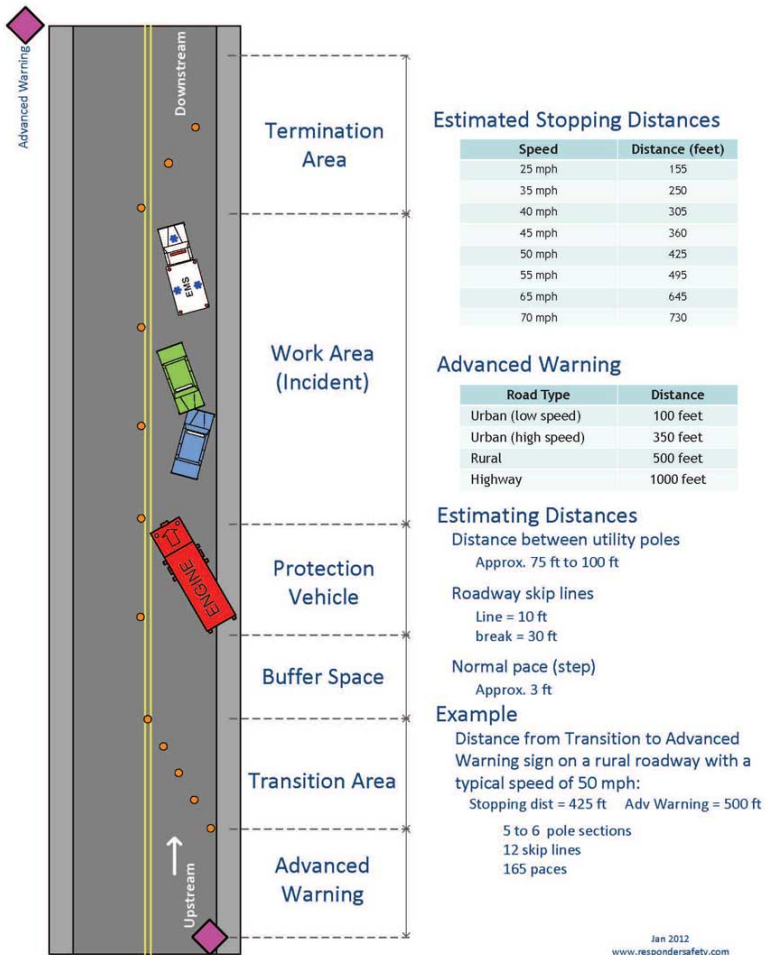 Advanced Warning
Downstream
Termination
Area
EMS
Work Area
(Incident)
ENGINE
Protection
Vehicle
Buffer Space
Transition Area
Advanced
Warning
Upstream
Estimated Stopping Distances
Speed Distance (feet)
25 mph 155
35 mph 250
40 mph 305
45 mph 360
50 mph 425
55 mph 495
65 mph 645
70 mph 730
Advanced Warning
Road Type Distance
Urban (low speed) 100 feet
Urban (high speed) 350 feet
Rural 500 feet
Highway 1000 feet
Estimating Distances
Distance between utility poles
Approx. 75 ft to 100 ft
Roadway skip lines
Line = 10 ft
break = 30 ft
Normal pace (step)
Approx. 3 ft
Example
Distance from Transition to Advanced
Warning sign on a rural roadway with a
typical speed of 50 mph:
Stopping dist = 425 ft Adv Warning = 500 ft
5 to 6 pole sections
12 skip lines
165 paces
Jan 2012
www.respondersafety.com